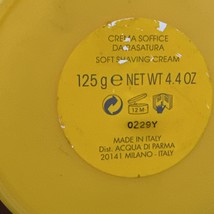 CREMA SOFFICE
DA BARBA
SOFT SHAVING CREAM
125 g e NET WT 4.4 OZ
12 M
0229Y
MADE IN ITALY
Dist. ACQUA DI PARMA
20141 MILANO - ITALY